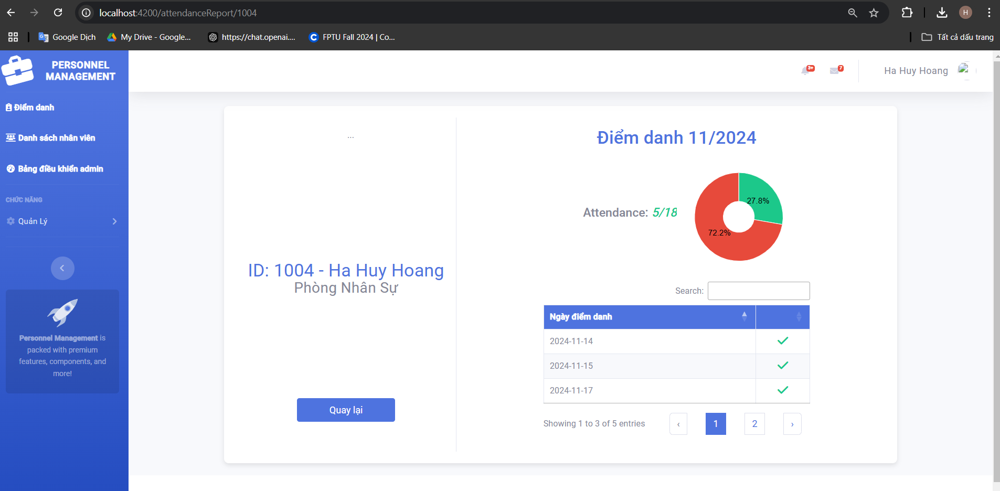 localhost:4200/attendanceReport/1004
H
Google Dịch
My Drive - Google...
https://chat.openai....
FPTU Fall 2024 | Co...
Tất cả dấu trang
PERSONNEL
MANAGEMENT
3+
7
Ha Huy Hoang
Điểm danh
Danh sách nhân viên
Bảng điều khiển admin
CHỨC NĂNG
Quản Lý
Personnel Management is
packed with premium
features, components, and
more!
...
ID: 1004 - Ha Huy Hoang
Phòng Nhân Sự
Quay lại
Điểm danh 11/2024
Attendance: 5/18
27.8%
72.2%
Search:
Ngày điểm danh
2024-11-14
2024-11-15
2024-11-17
Showing 1 to 3 of 5 entries
‹ 1 2 ›